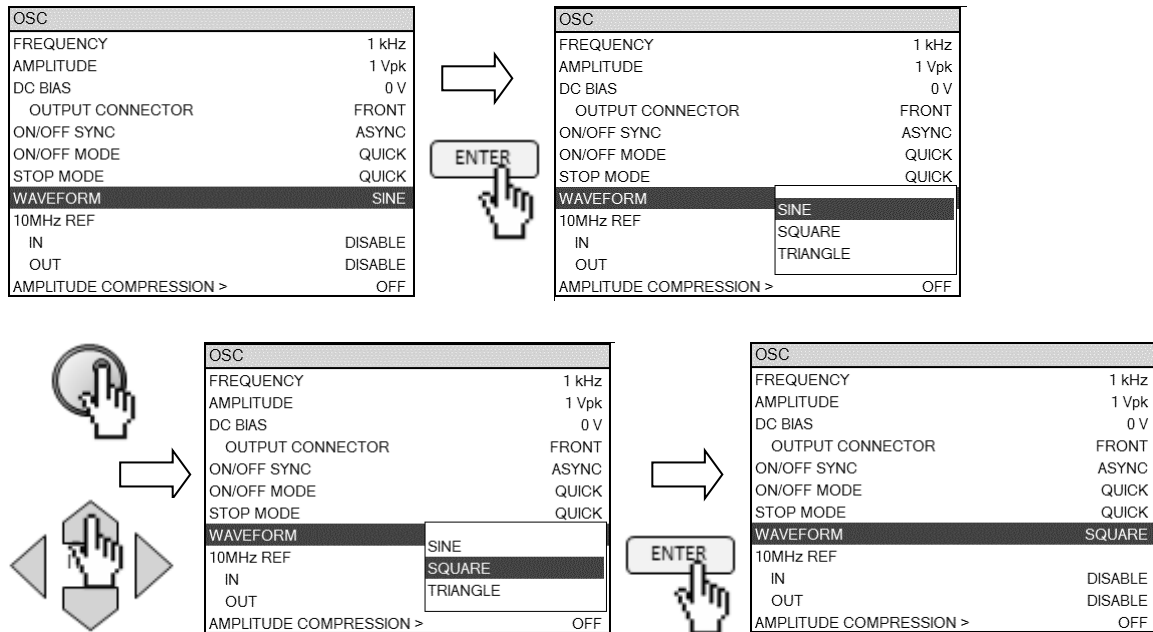 OSC
FREQUENCY 1 kHz
AMPLITUDE 1 Vpk
DC BIAS 0 V
OUTPUT CONNECTOR FRONT
ON/OFF SYNC ASYNC
ON/OFF MODE QUICK
STOP MODE QUICK
WAVEFORM SINE
10MHz REF
IN DISABLE
OUT DISABLE
AMPLITUDE COMPRESSION > OFF
ENTER
OSC
FREQUENCY 1 kHz
AMPLITUDE 1 Vpk
DC BIAS 0 V
OUTPUT CONNECTOR FRONT
ON/OFF SYNC ASYNC
ON/OFF MODE QUICK
STOP MODE QUICK
WAVEFORM
SINE
10MHz REF
SQUARE
IN
TRIANGLE
OUT
AMPLITUDE COMPRESSION > OFF
OSC
FREQUENCY 1 kHz
AMPLITUDE 1 Vpk
DC BIAS 0 V
OUTPUT CONNECTOR FRONT
ON/OFF SYNC ASYNC
ON/OFF MODE QUICK
STOP MODE QUICK
WAVEFORM
SINE
10MHz REF
SQUARE
IN
TRIANGLE
OUT
AMPLITUDE COMPRESSION > OFF
ENTER
OSC
FREQUENCY 1 kHz
AMPLITUDE 1 Vpk
DC BIAS 0 V
OUTPUT CONNECTOR FRONT
ON/OFF SYNC ASYNC
ON/OFF MODE QUICK
STOP MODE QUICK
WAVEFORM SQUARE
10MHz REF
IN DISABLE
OUT DISABLE
AMPLITUDE COMPRESSION > OFF